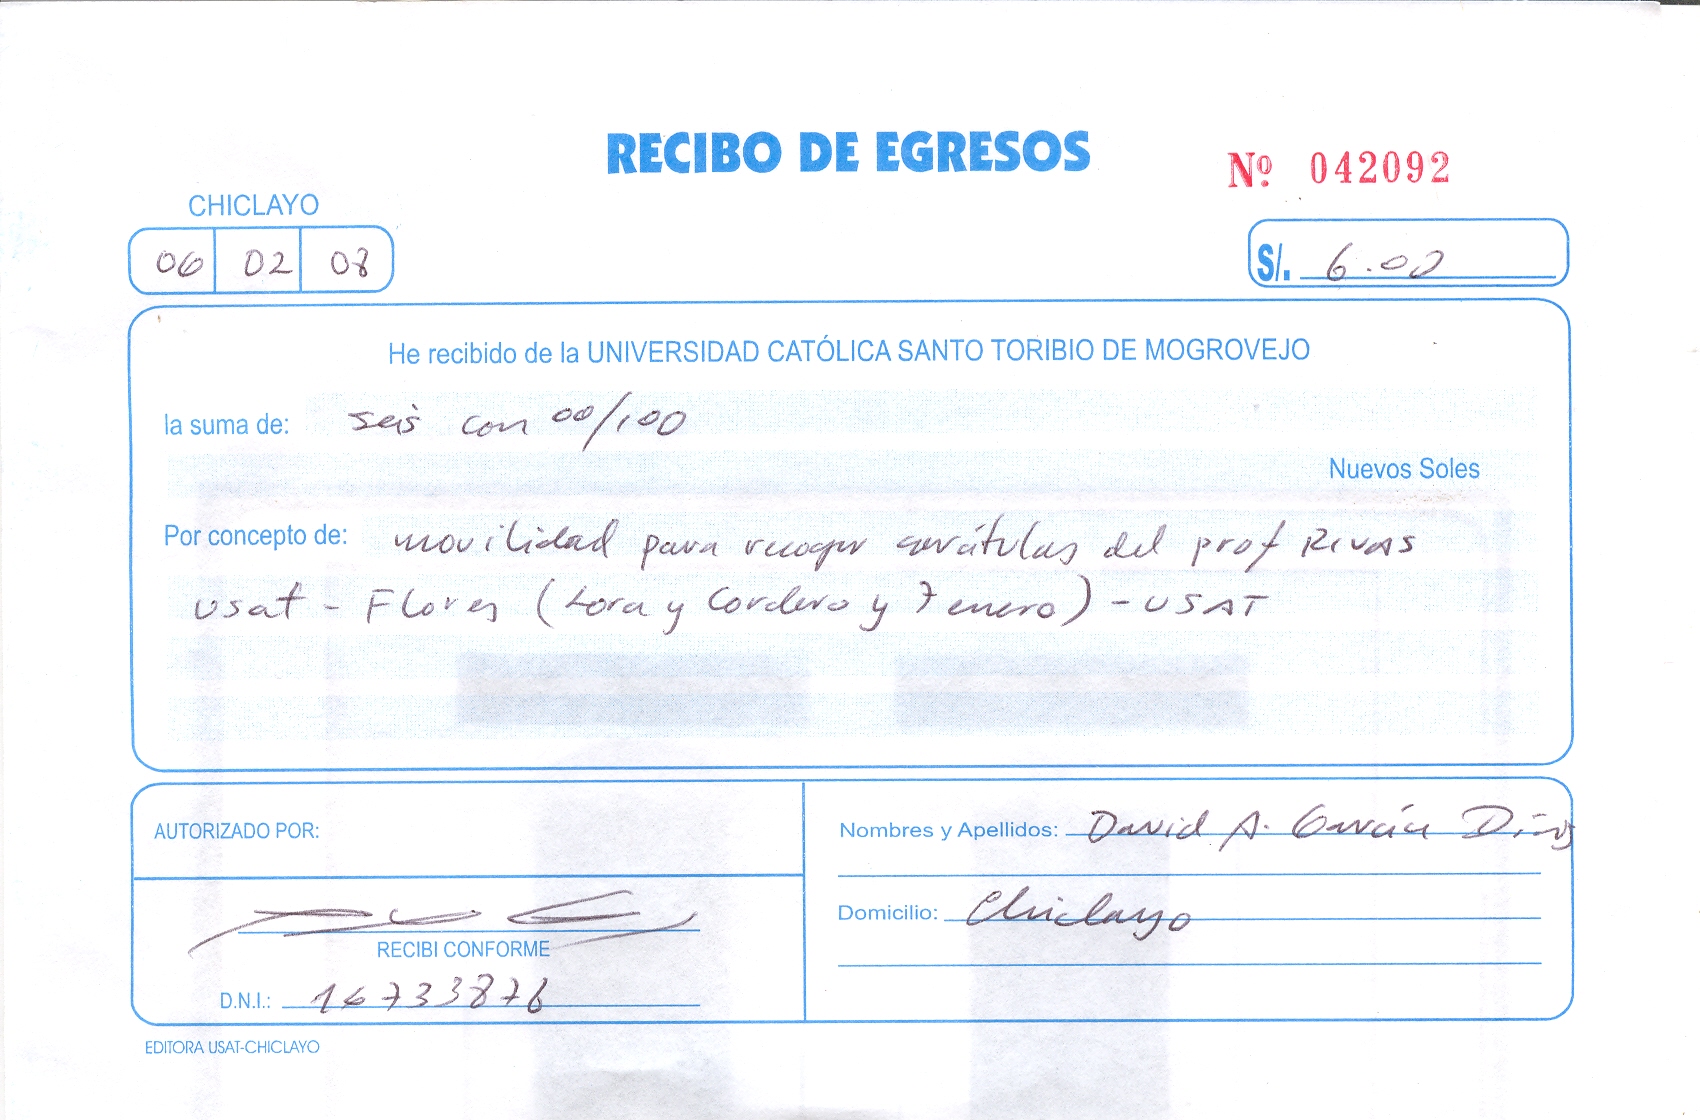 RECIBO DE EGRESOS
Nº 042092
CHICLAYO
06 02 08
S/. 6.00
He recibido de la UNIVERSIDAD CATÓLICA SANTO TORIBIO DE MOGROVEJO
la suma de: seis con 00/100
Nuevos Soles
Por concepto de: movilidad para recoger carátulas del prof Rivas
Usat - Flores (Lora y Cordero y 7 enero) - USAT
AUTORIZADO POR:
Nombres y Apellidos: David A. García Díaz
Domicilio: Chiclayo
RECIBI CONFORME
D.N.I.: 16733876
EDITORA USAT-CHICLAYO